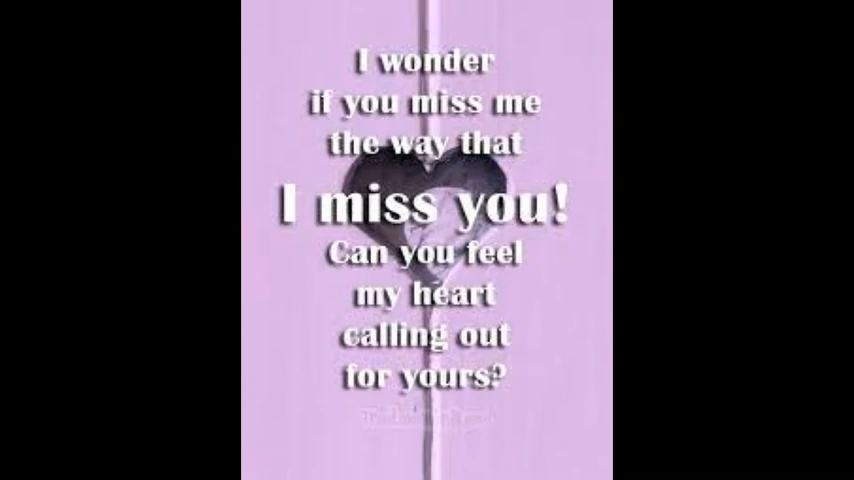 I wonder
if you miss me
the way that
I miss you!
Can you feel
my heart
calling out
for yours?